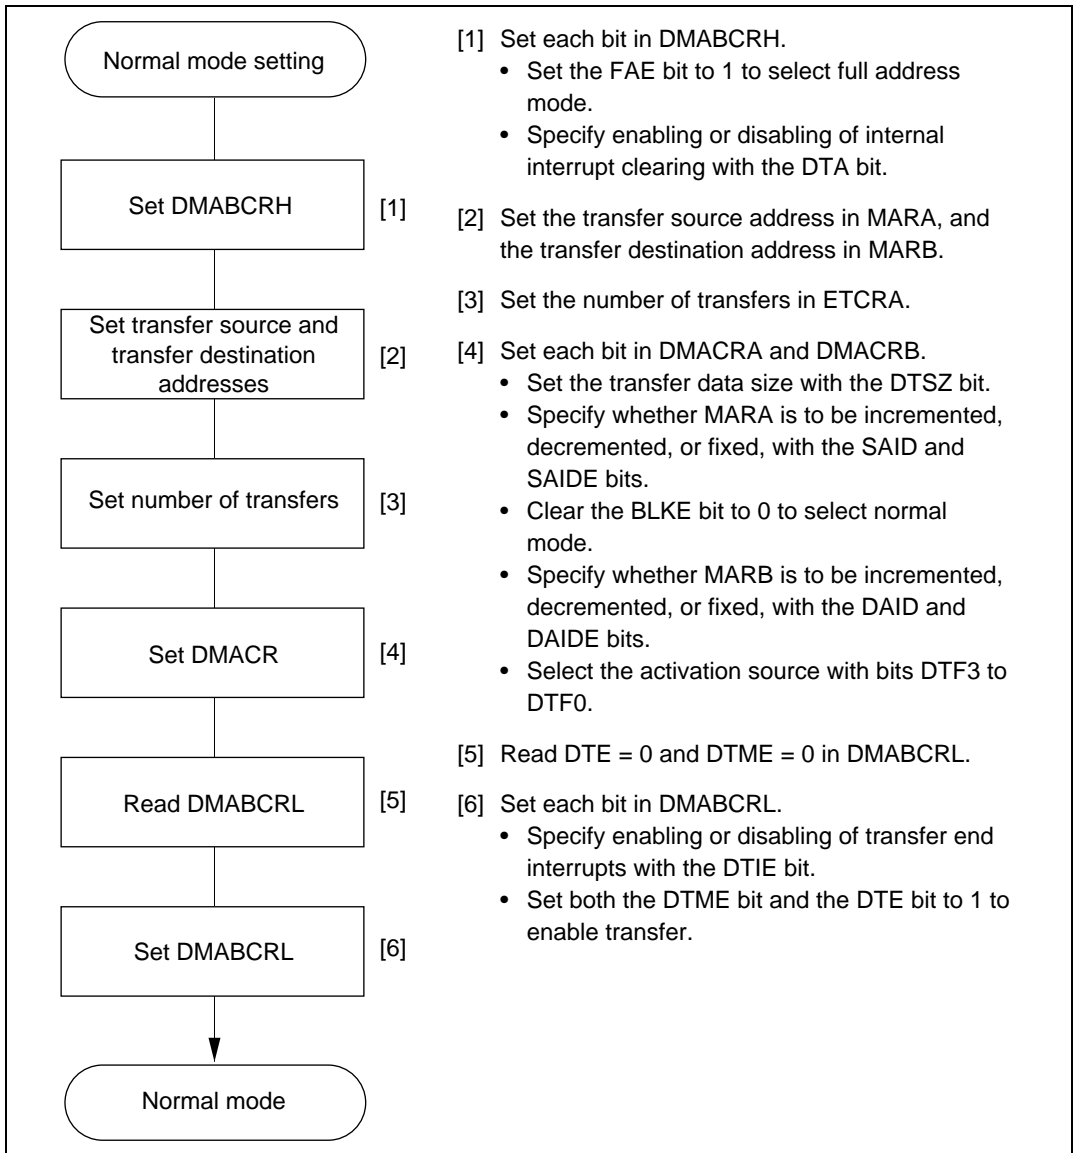 Normal mode setting
Set DMABCRH [1]
Set transfer source and
transfer destination
addresses
[2]
Set number of transfers [3]
Set DMACR [4]
Read DMABCRL [5]
Set DMABCRL [6]
Normal mode
[1] Set each bit in DMABCRH.
• Set the FAE bit to 1 to select full address
mode.
• Specify enabling or disabling of internal
interrupt clearing with the DTA bit.
[2] Set the transfer source address in MARA, and
the transfer destination address in MARB.
[3] Set the number of transfers in ETCRA.
[4] Set each bit in DMACRA and DMACRB.
• Set the transfer data size with the DTSZ bit.
• Specify whether MARA is to be incremented,
decremented, or fixed, with the SAID and
SAIDE bits.
• Clear the BLKE bit to 0 to select normal
mode.
• Specify whether MARB is to be incremented,
decremented, or fixed, with the DAID and
DAIDE bits.
• Select the activation source with bits DTF3 to
DTF0.
[5] Read DTE = 0 and DTME = 0 in DMABCRL.
[6] Set each bit in DMABCRL.
• Specify enabling or disabling of transfer end
interrupts with the DTIE bit.
• Set both the DTME bit and the DTE bit to 1 to
enable transfer.